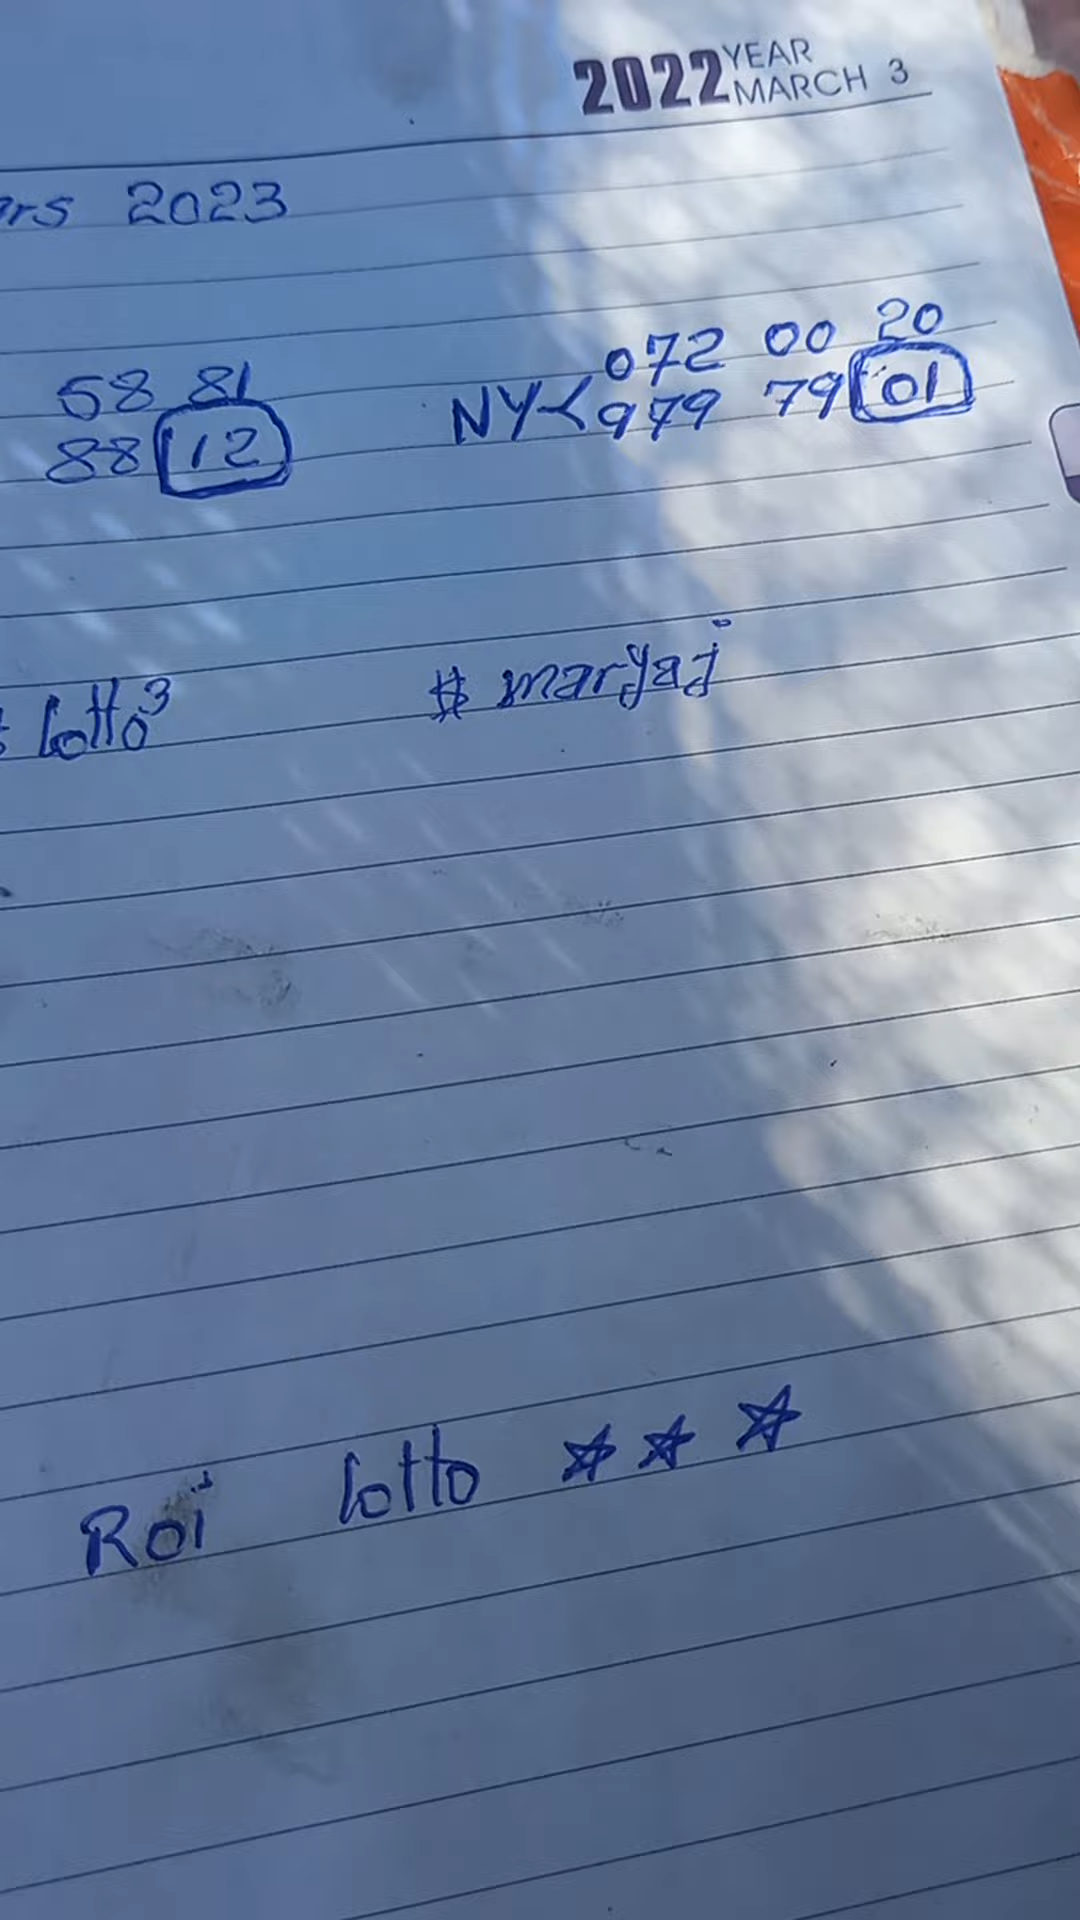 2022 YEAR
MARCH 3
rs 2023
58 81
88 12
072 00 20
NY< 979 79 01
lotto3
# maryaj
Roi lotto ☆☆☆